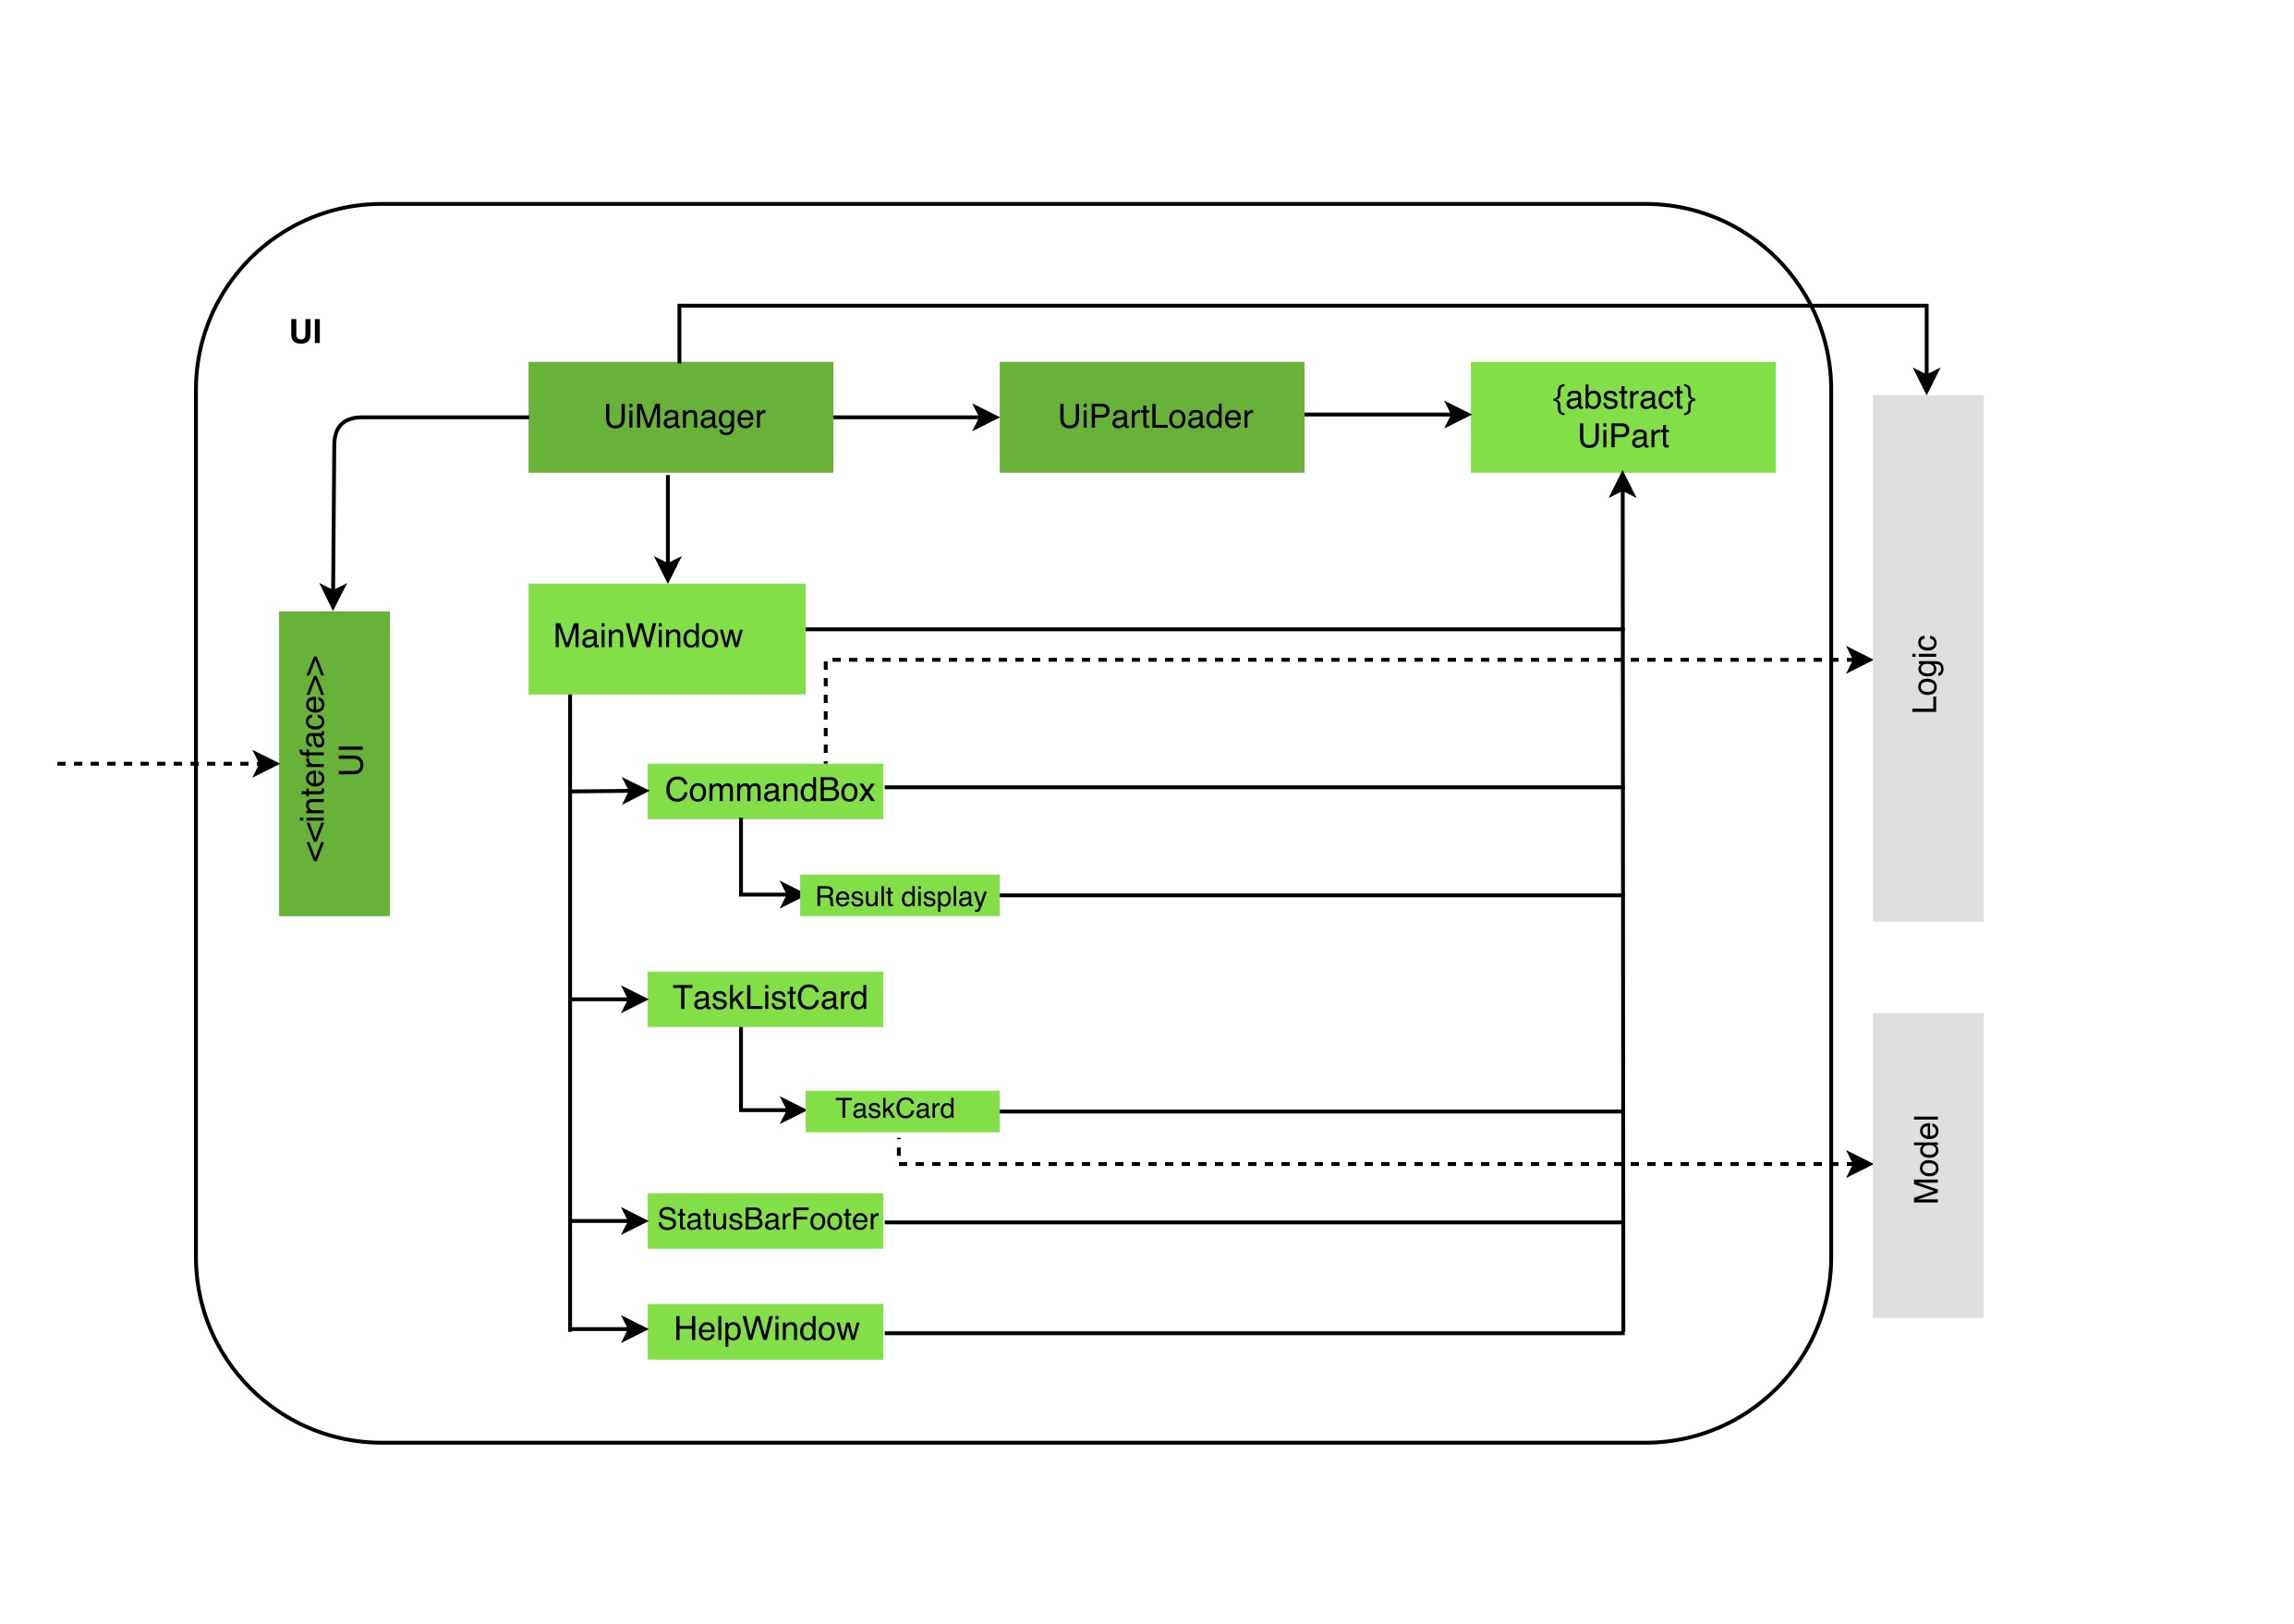 UI
UiManager
UiPartLoader
{abstract}
UiPart
<<interface>>
UI
MainWindow
Logic
CommandBox
Result display
TaskListCard
TaskCard
Model
StatusBarFooter
HelpWindow